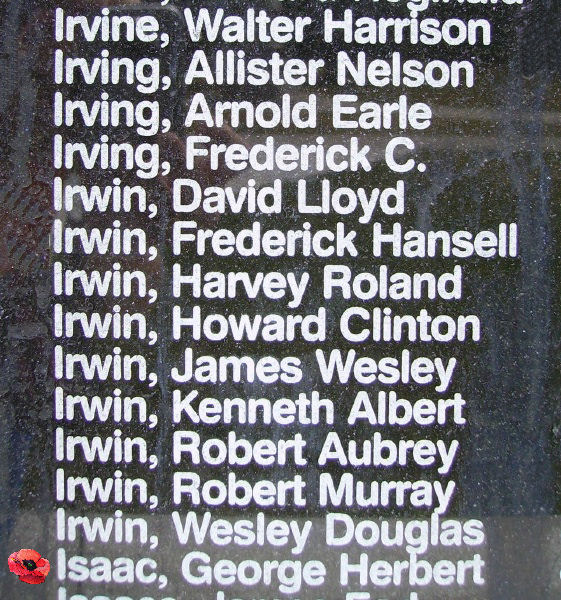 Irvine, Walter Harrison
Irving, Allister Nelson
Irving, Arnold Earle
Irving, Frederick C.
Irwin, David Lloyd
Irwin, Frederick Hansell
Irwin, Harvey Roland
Irwin, Howard Clinton
Irwin, James Wesley
Irwin, Kenneth Albert
Irwin, Robert Aubrey
Irwin, Robert Murray
Irwin, Wesley Douglas
Isaac, George Herbert